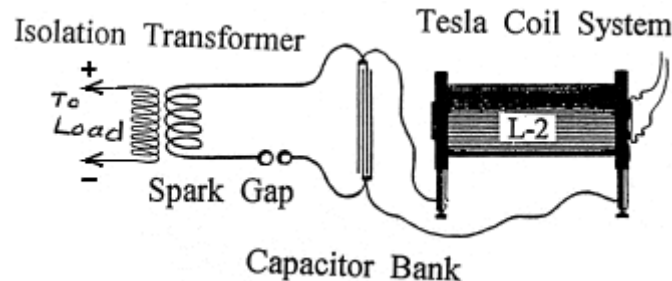 Isolation Transformer
Tesla Coil System
+
To
Load
-
L-2
Spark Gap
Capacitor Bank